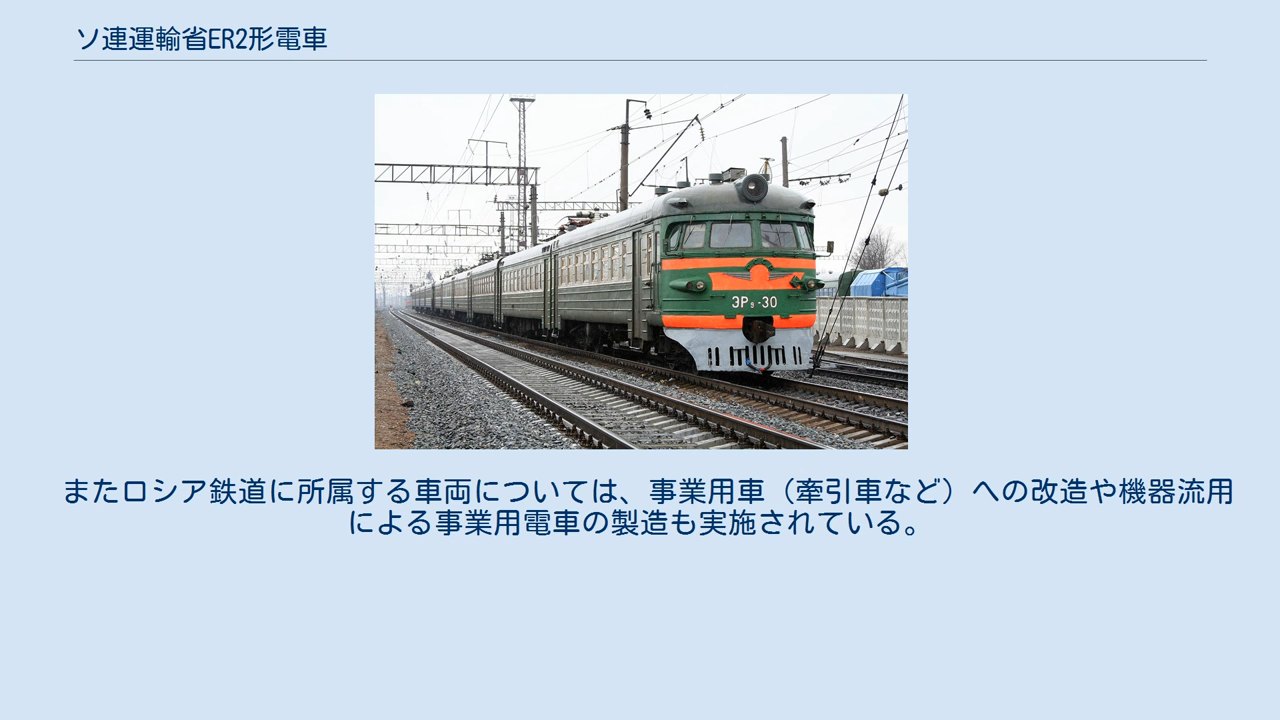 ソ連運輸省ER2形電車
ЭР₉-30
またロシア鉄道に所属する車両については、事業用車（牽引車など）への改造や機器流用
による事業用電車の製造も実施されている。